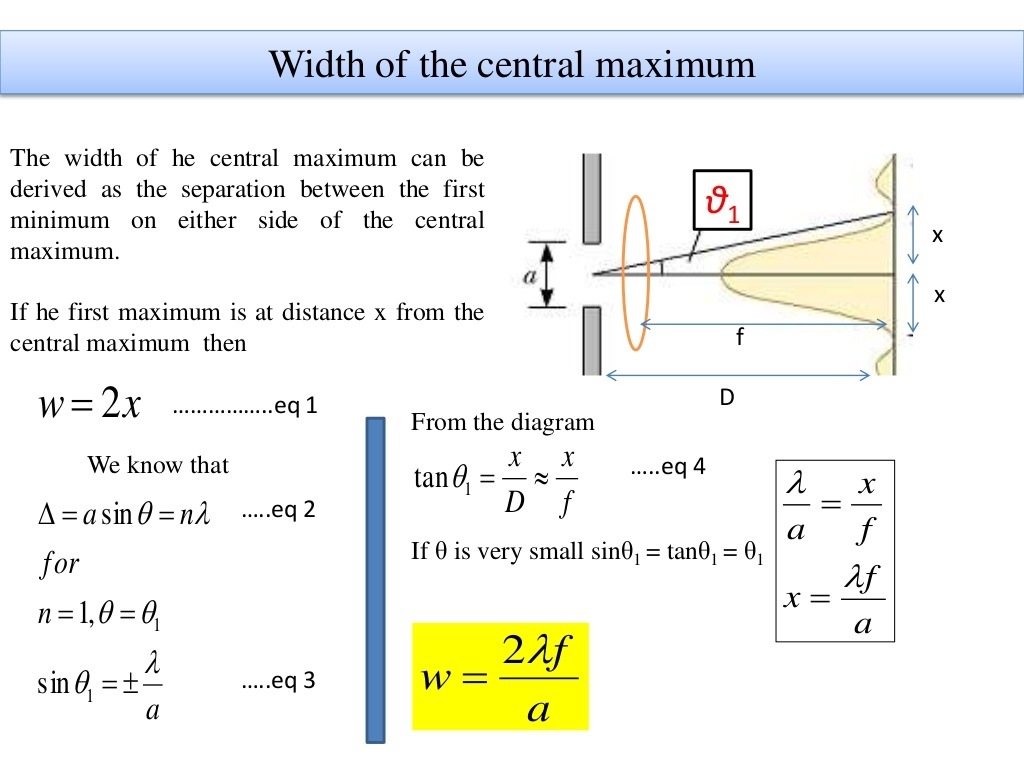 Width of the central maximum
The width of he central maximum can be
derived as the separation between the first
minimum on either side of the central
maximum.
If he first maximum is at distance x from the
central maximum then
w = 2x ……………..eq 1
We know that
Δ = a sin θ = nλ …..eq 2
for
n = 1, θ = θ₁
sin θ₁ = ± λ/a …..eq 3
ϑ₁
a
x
x
f
D
From the diagram
tan θ₁ = x/D ≈ x/f …..eq 4
If θ is very small sinθ₁ = tanθ₁ = θ₁
w = 2λf/a
λ/a = x/f
x = λf/a